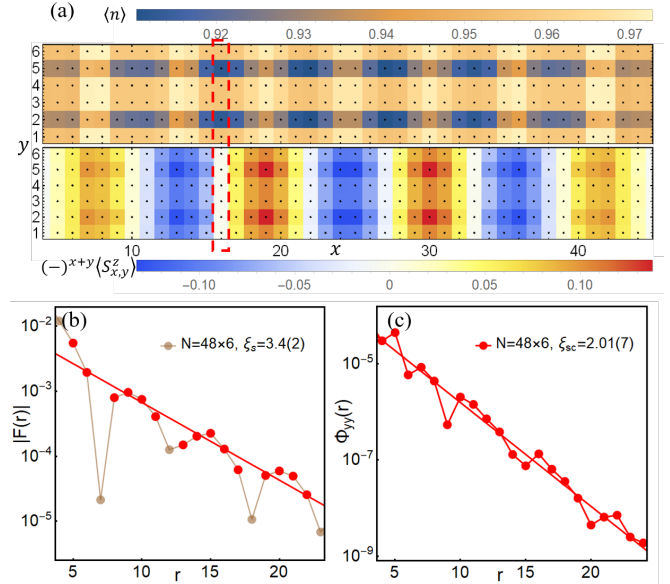 (a) ⟨n⟩
0.92 0.93 0.94 0.95 0.96 0.97
6
5
4
3
2
1
y
6
5
4
3
2
1
10 20 x 30 40
(−)^{x+y}⟨S^z_{x,y}⟩
−0.10 −0.05 0 0.05 0.10
(b)
N=48×6, ξ_s=3.4(2)
10^{-2}
10^{-3}
10^{-4}
10^{-5}
|F(r)|
5 10 15 20
r
(c)
N=48×6, ξ_sc=2.01(7)
10^{-5}
10^{-7}
10^{-9}
Φ_yy(r)
5 10 15 20
r